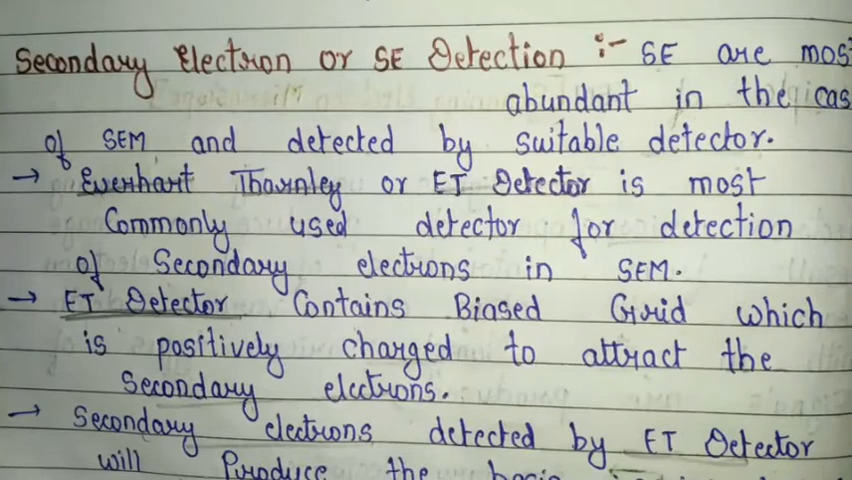 Secondary Electron or SE Detection :- SE are most
abundant in the cas
of SEM and detected by suitable detector.
→ Everhart Thornley or ET Detector is most
Commonly used detector for detection
of Secondary electrons in SEM.
→ ET Detector Contains Biased Grid which
is positively charged to attract the
Secondary electrons.
→ Secondary electrons detected by ET Detector
will Produce the basic